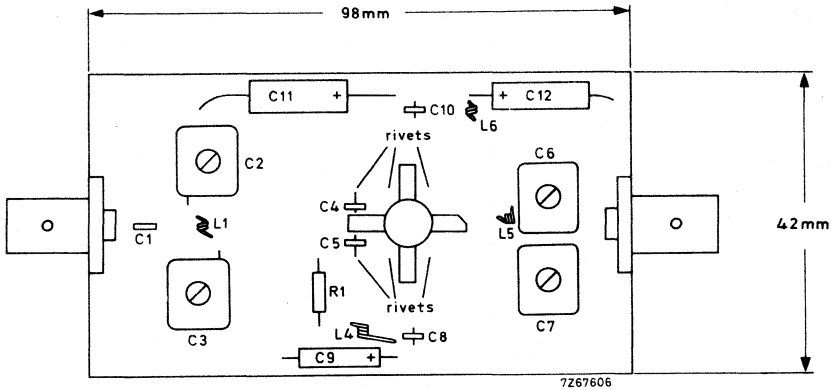 98mm
C11 +
+ C12
C10
L6
rivets
C2
C6
C4
C1
L1
L5
42mm
C5
R1
rivets
C3
L4
C8
C7
C9 +
7Z67606